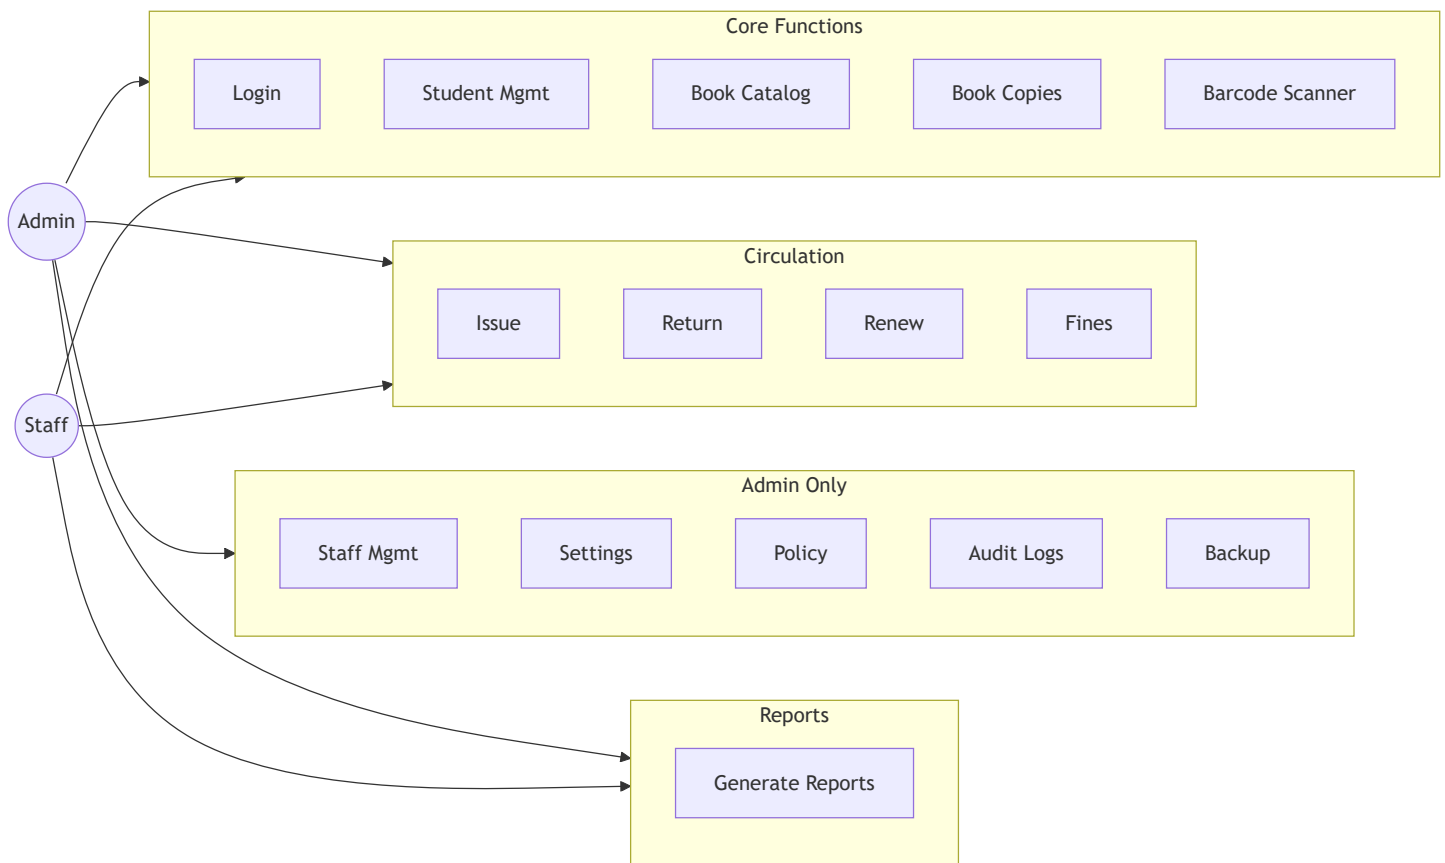 Core Functions
Login
Student Mgmt
Book Catalog
Book Copies
Barcode Scanner
Admin
Circulation
Issue
Return
Renew
Fines
Staff
Admin Only
Staff Mgmt
Settings
Policy
Audit Logs
Backup
Reports
Generate Reports